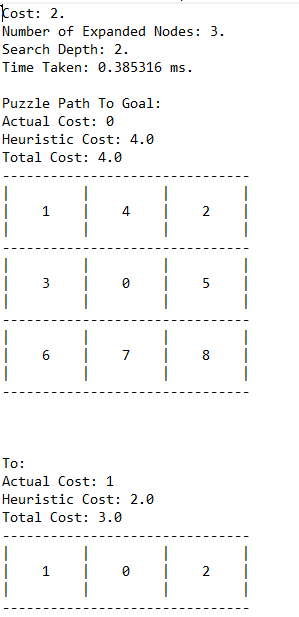 Cost: 2.
Number of Expanded Nodes: 3.
Search Depth: 2.
Time Taken: 0.385316 ms.
Puzzle Path To Goal:
Actual Cost: 0
Heuristic Cost: 4.0
Total Cost: 4.0
-------------------------------
|         |         |         |
|    1    |    4    |    2    |
|         |         |         |
-------------------------------
|         |         |         |
|    3    |    0    |    5    |
|         |         |         |
-------------------------------
|         |         |         |
|    6    |    7    |    8    |
|         |         |         |
-------------------------------
To:
Actual Cost: 1
Heuristic Cost: 2.0
Total Cost: 3.0
-------------------------------
|         |         |         |
|    1    |    0    |    2    |
|         |         |         |
-------------------------------